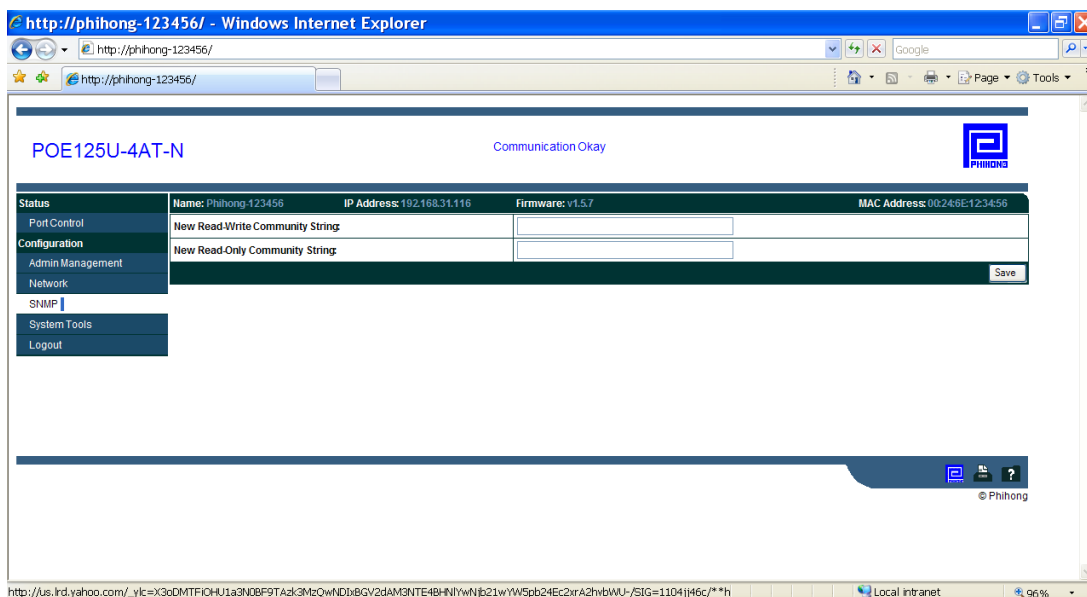 http://phihong-123456/ - Windows Internet Explorer
http://phihong-123456/
Google
http://phihong-123456/
Page
Tools
POE125U-4AT-N
Communication Okay
PHIHONG
Status
Name: Phihong-123456 IP Address: 192.168.31.116 Firmware: v1.5.7 MAC Address: 00:24:6E:12:34:56
Port Control
New Read-Write Community String:
Configuration
New Read-Only Community String:
Admin Management
Save
Network
SNMP
System Tools
Logout
?
© Phihong
Local intranet
96%